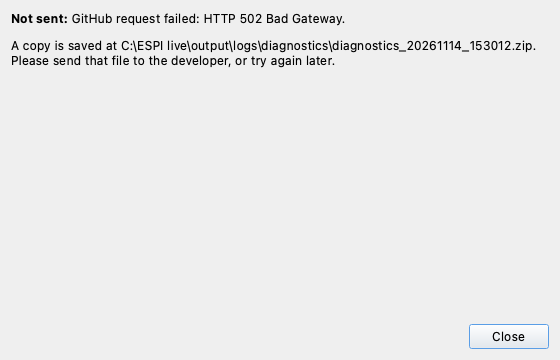 Not sent: GitHub request failed: HTTP 502 Bad Gateway.
A copy is saved at C:\ESPI live\output\logs\diagnostics\diagnostics_20261114_153012.zip.
Please send that file to the developer, or try again later.
Close